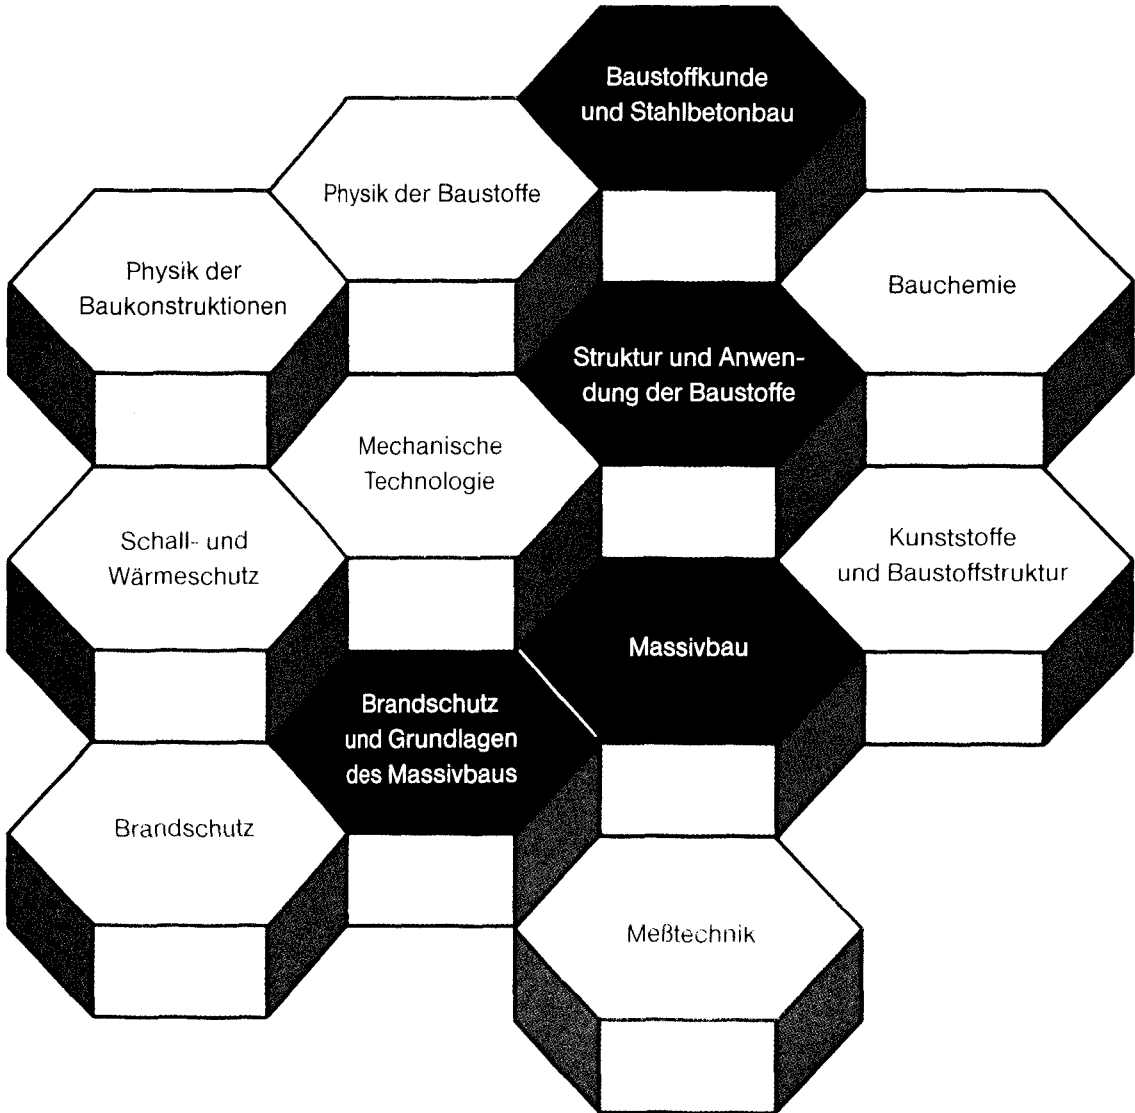 Baustoffkunde
und Stahlbetonbau
Physik der Baustoffe
Physik der
Baukonstruktionen
Bauchemie
Struktur und Anwen-
dung der Baustoffe
Mechanische
Technologie
Schall- und
Wärmeschutz
Kunststoffe
und Baustoffstruktur
Massivbau
Brandschutz
und Grundlagen
des Massivbaus
Brandschutz
Meßtechnik